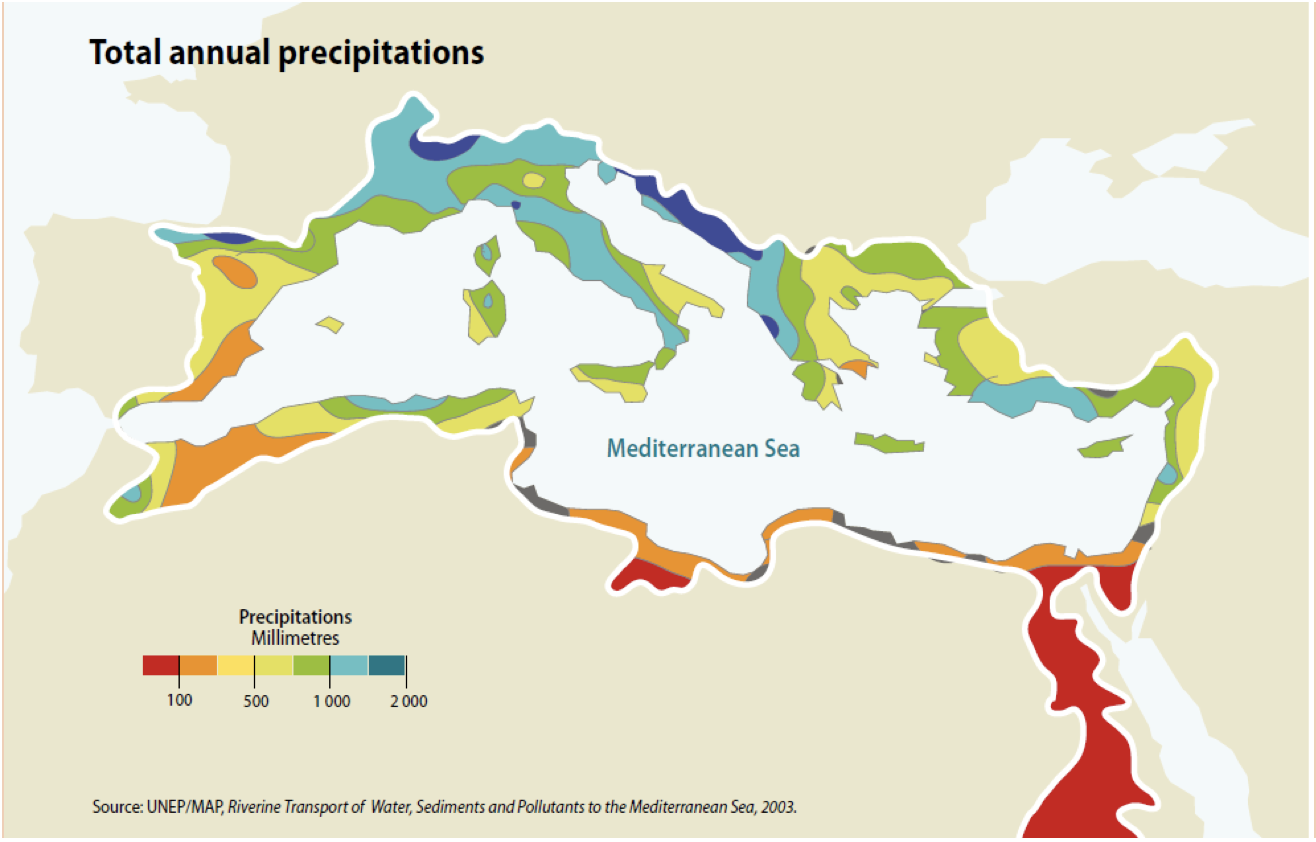 Total annual precipitations
Mediterranean Sea
Precipitations
Millimetres
100 500 1 000 2 000
Source: UNEP/MAP, Riverine Transport of Water, Sediments and Pollutants to the Mediterranean Sea, 2003.